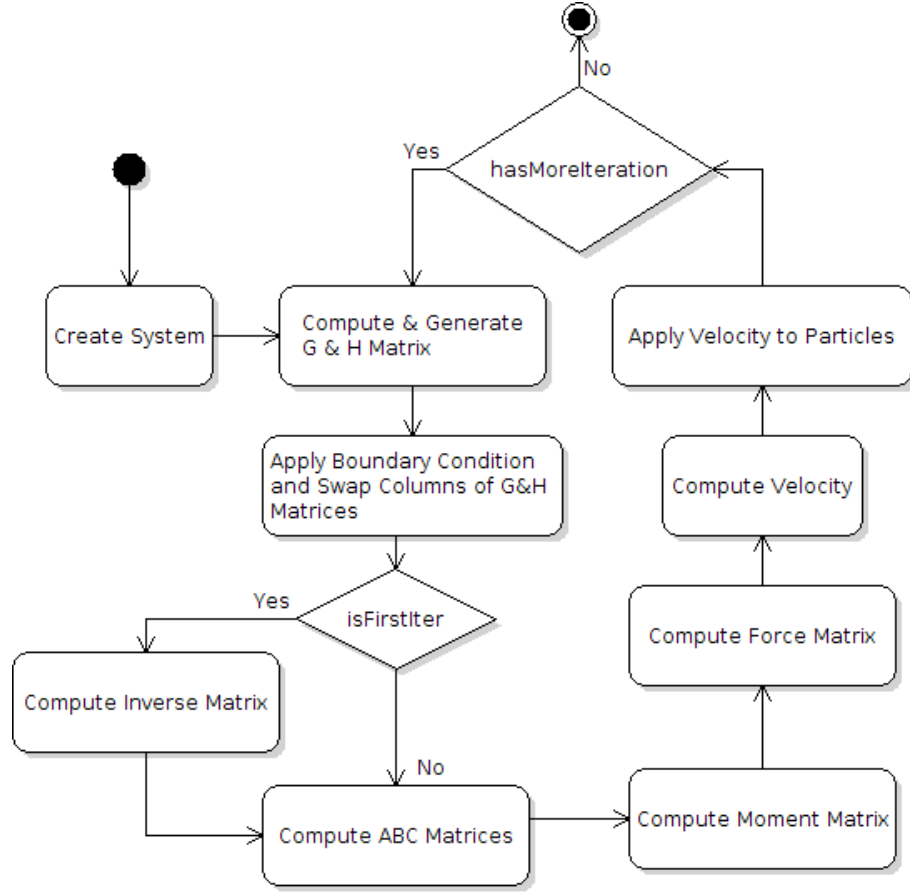 No
Yes
hasMoreIteration
Create System
Compute & Generate
G & H Matrix
Apply Velocity to Particles
Apply Boundary Condition
and Swap Columns of G&H
Matrices
Compute Velocity
Yes
isFirstIter
Compute Force Matrix
Compute Inverse Matrix
No
Compute ABC Matrices
Compute Moment Matrix